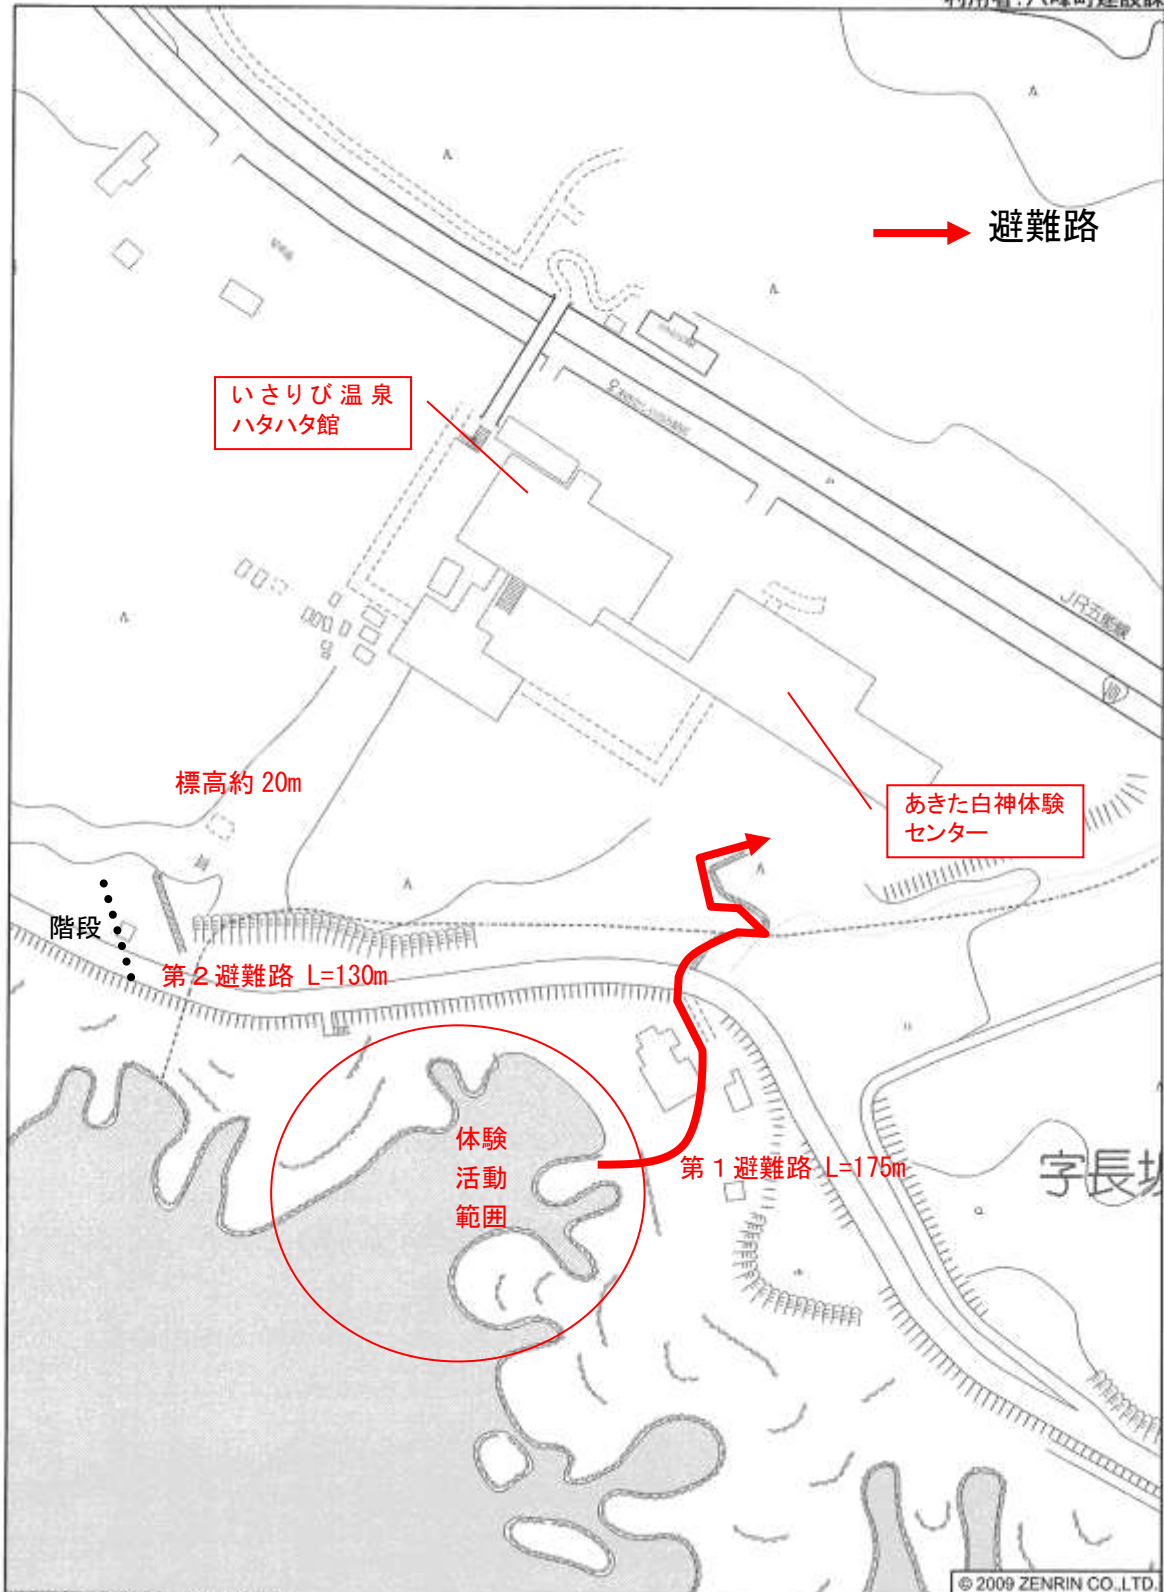 避難路
いさりび温泉
ハタハタ館
JR五能線
標高約 20m
あきた白神体験
センター
階段
第2避難路 L=130m
体験
活動
範囲
第1避難路 L=175m
字長坂
© 2009 ZENRIN CO.,LTD.